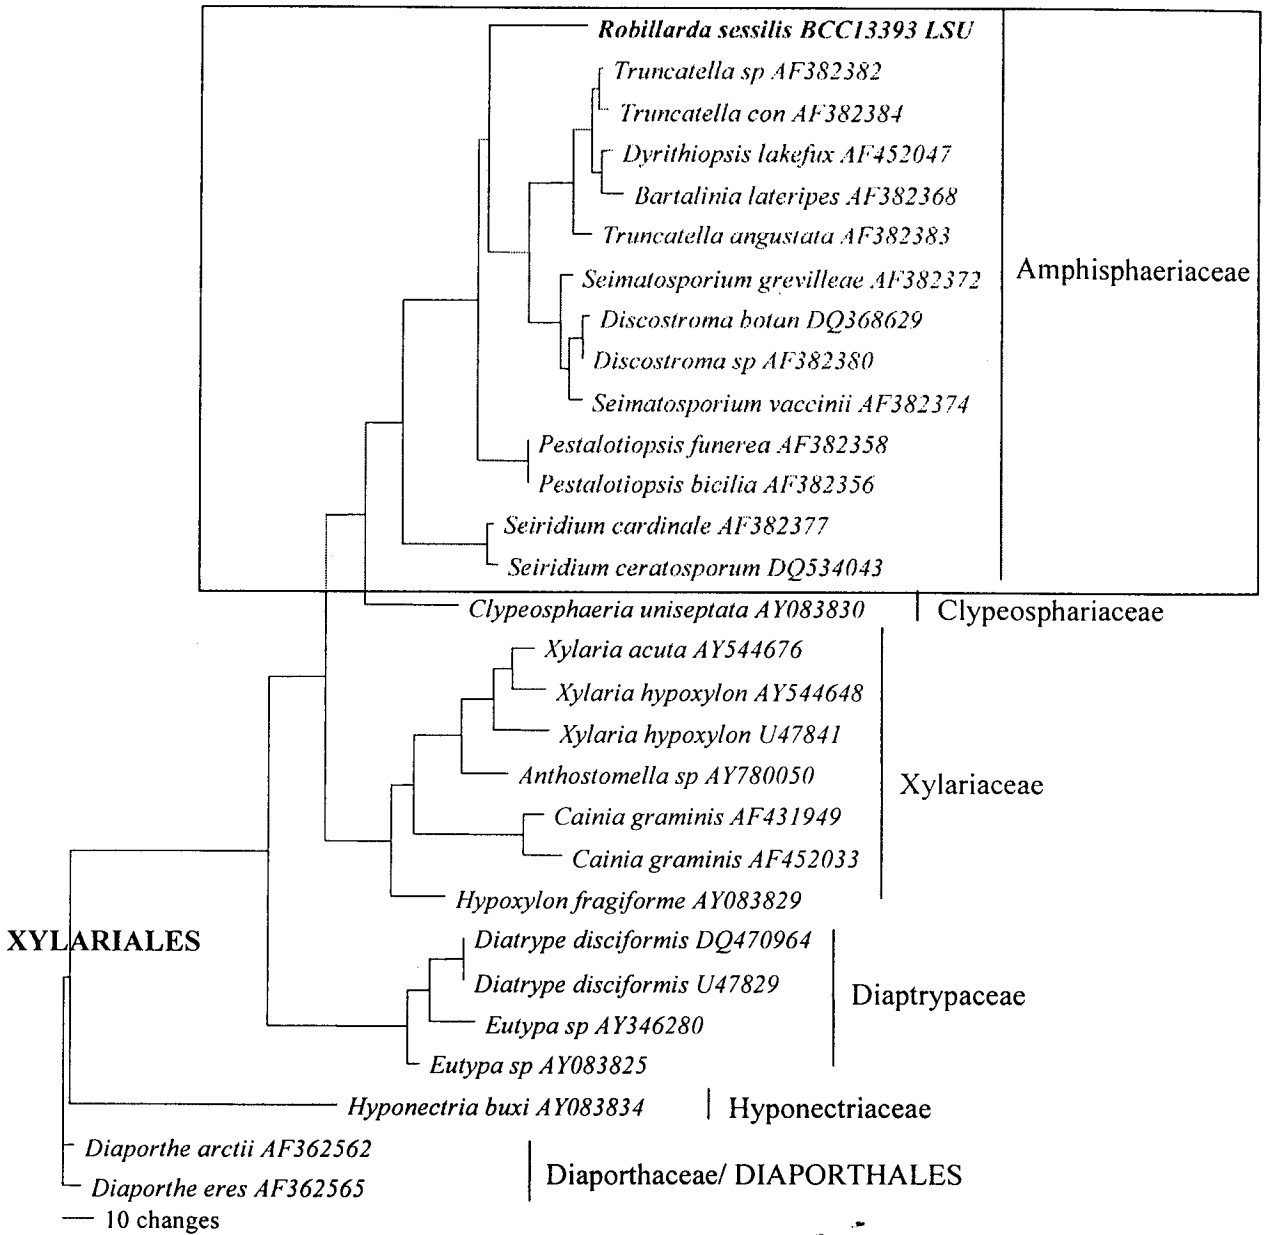 Robillarda sessilis BCC13393 LSU
Truncatella sp AF382382
Truncatella con AF382384
Dyrithiopsis lakefux AF452047
Bartalinia lateripes AF382368
Truncatella angustata AF382383
Seimatosporium grevilleae AF382372
Amphisphaeriaceae
Discostroma botan DQ368629
Discostroma sp AF382380
Seimatosporium vaccinii AF382374
Pestalotiopsis funerea AF382358
Pestalotiopsis bicilia AF382356
Seiridium cardinale AF382377
Seiridium ceratosporum DQ534043
Clypeosphaeria uniseptata AY083830
Clypeosphariaceae
Xylaria acuta AY544676
Xylaria hypoxylon AY544648
Xylaria hypoxylon U47841
Anthostomella sp AY780050
Xylariaceae
Cainia graminis AF431949
Cainia graminis AF452033
Hypoxylon fragiforme AY083829
XYLARIALES
Diatrype disciformis DQ470964
Diatrype disciformis U47829
Diaptrypaceae
Eutypa sp AY346280
Eutypa sp AY083825
Hyponectria buxi AY083834
Hyponectriaceae
Diaporthe arctii AF362562
Diaporthaceae/ DIAPORTHALES
Diaporthe eres AF362565
10 changes